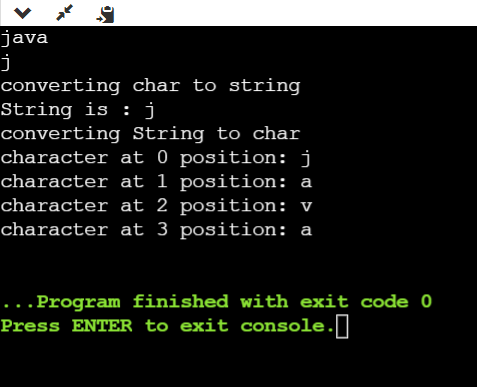 java
j
converting char to string
String is : j
converting String to char
character at 0 position: j
character at 1 position: a
character at 2 position: v
character at 3 position: a
...Program finished with exit code 0
Press ENTER to exit console.